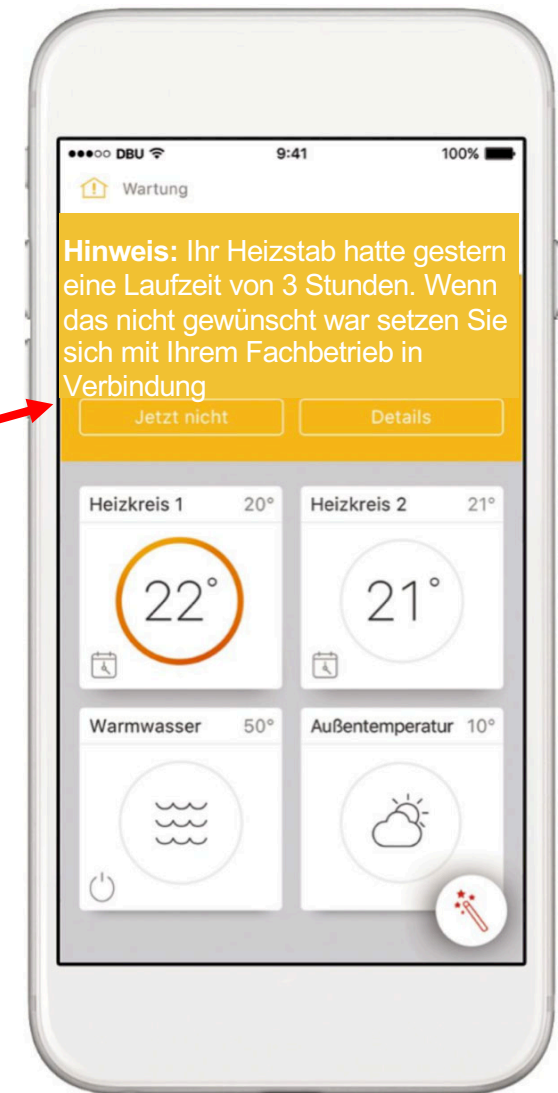 ●●●○○ DBU 9:41 100%
Wartung
Hinweis: Ihr Heizstab hatte gestern
eine Laufzeit von 3 Stunden. Wenn
das nicht gewünscht war setzen Sie
sich mit Ihrem Fachbetrieb in
Verbindung
Jetzt nicht Details
Heizkreis 1 20° Heizkreis 2 21°
22° 21°
Warmwasser 50° Außentemperatur 10°